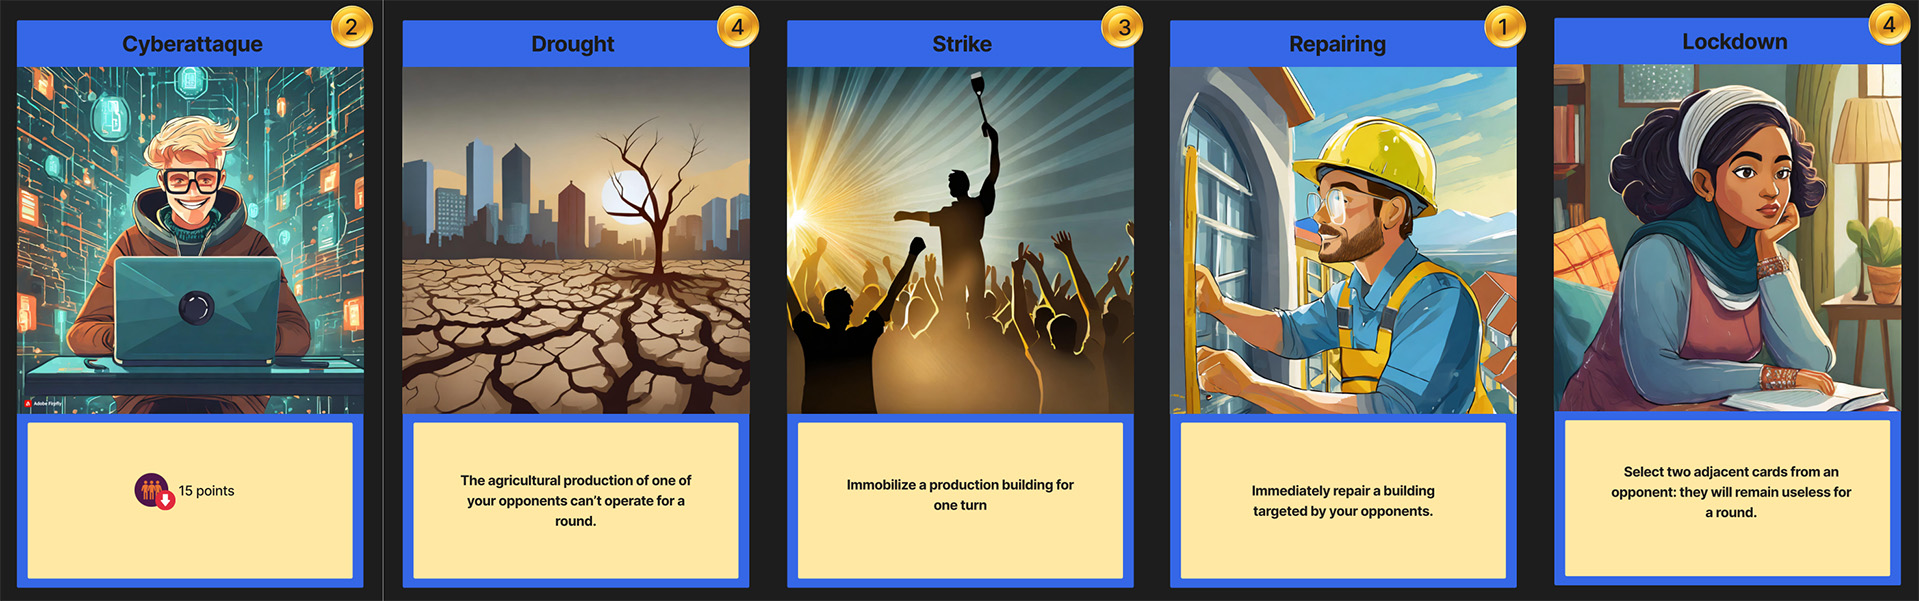 2
Cyberattaque
Adobe Firefly
15 points
4
Drought
The agricultural production of one of
your opponents can't operate for a
round.
3
Strike
Immobilize a production building for
one turn
1
Repairing
Immediately repair a building
targeted by your opponents.
4
Lockdown
Select two adjacent cards from an
opponent: they will remain useless for
a round.